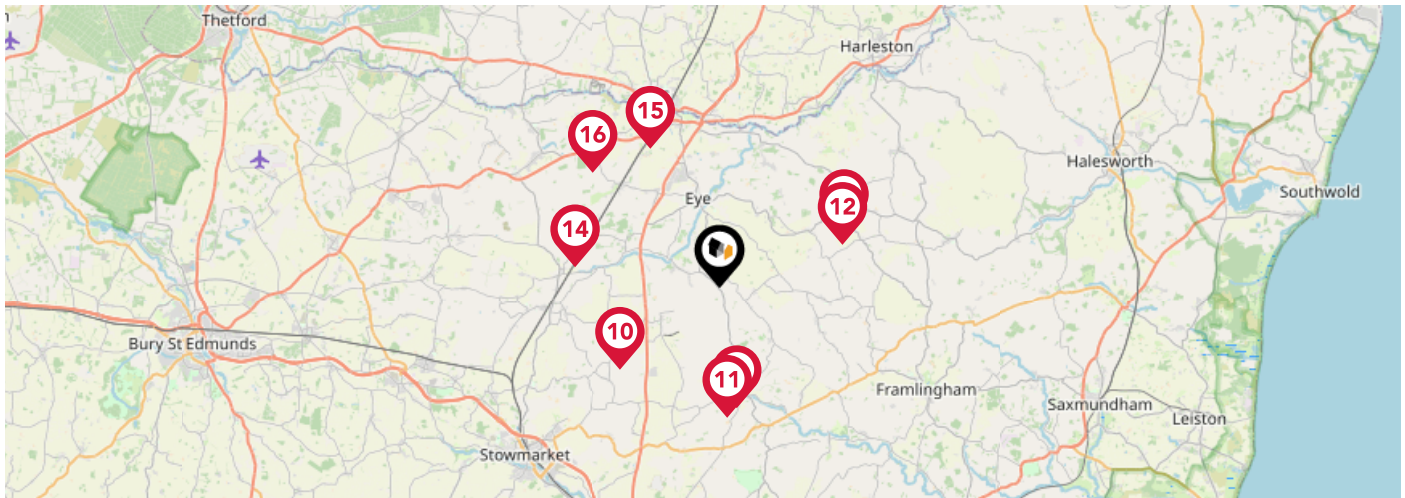 Thetford
Harleston
15
16
Halesworth
Southwold
Eye
12
14
10
Bury St Edmunds
11
Framlingham
Saxmundham
Leiston
Stowmarket